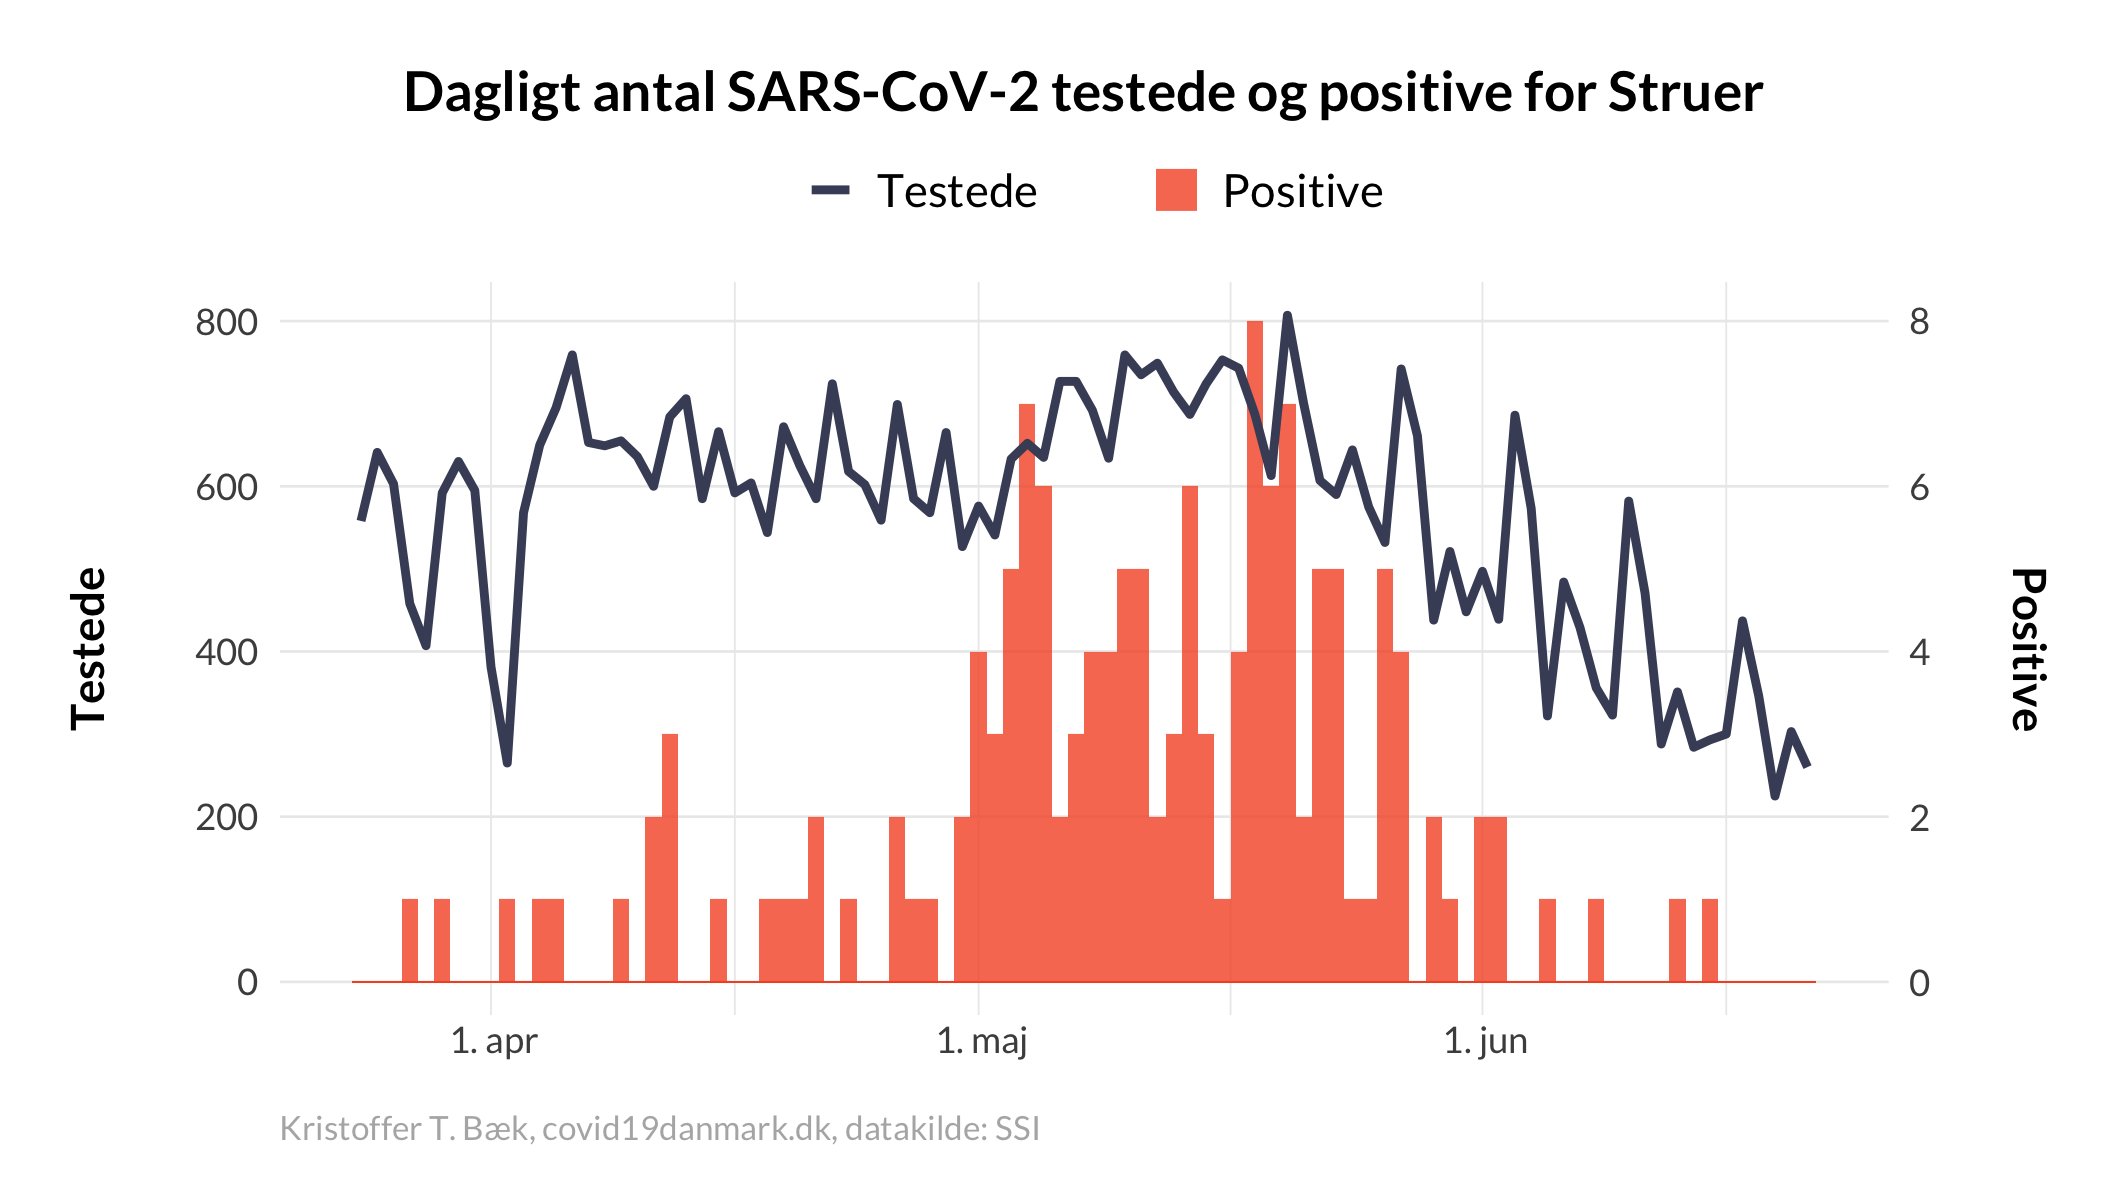 Dagligt antal SARS-CoV-2 testede og positive for Struer
Testede Positive
800 8
600 6
400 4
200 2
0 0
Testede
Positive
1. apr 1. maj 1. jun
Kristoffer T. Bæk, covid19danmark.dk, datakilde: SSI